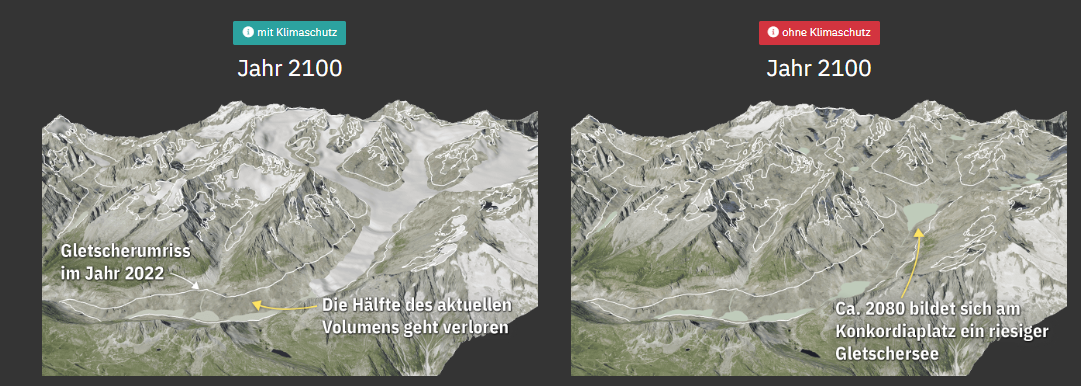 mit Klimaschutz
Jahr 2100
Gletscherumriss
im Jahr 2022
Die Hälfte des aktuellen
Volumens geht verloren
ohne Klimaschutz
Jahr 2100
Ca. 2080 bildet sich am
Konkordiaplatz ein riesiger
Gletschersee